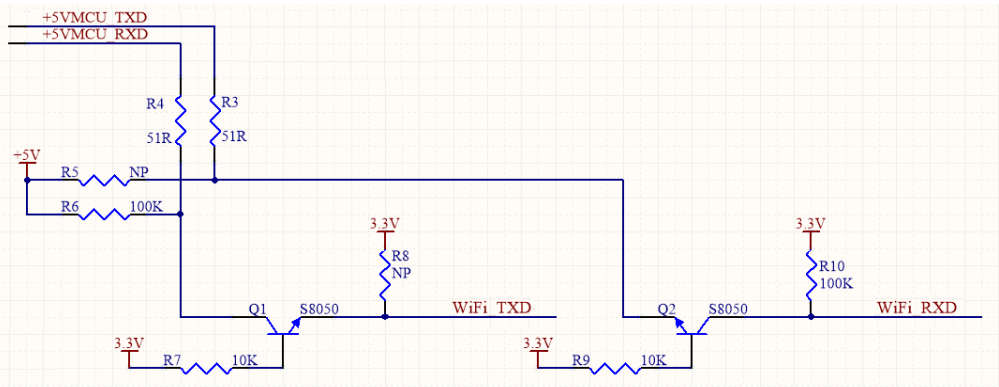 +5VMCU_TXD
+5VMCU_RXD
R4
R3
51R
51R
+5V
R5
NP
R6
100K
3.3V
R8
NP
3.3V
R10
100K
Q1
S8050
WiFi_TXD
Q2
S8050
WiFi_RXD
3.3V
R7
10K
3.3V
R9
10K